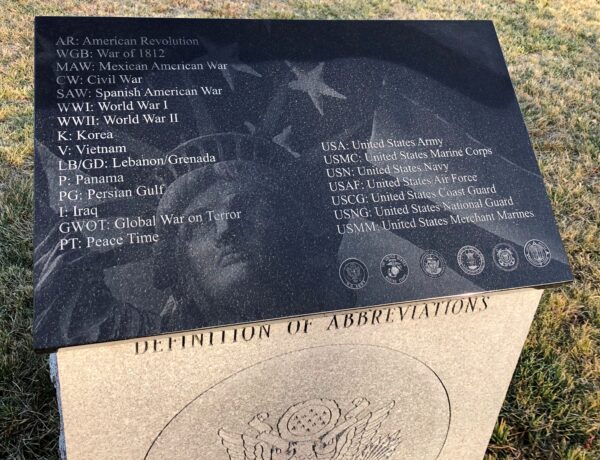 AR: American Revolution
WGB: War of 1812
MAW: Mexican American War
CW: Civil War
SAW: Spanish American War
WWI: World War I
WWII: World War II
K: Korea
V: Vietnam
LB/GD: Lebanon/Grenada
P: Panama
PG: Persian Gulf
I: Iraq
GWOT: Global War on Terror
PT: Peace Time
USA: United States Army
USMC: United States Marine Corps
USN: United States Navy
USAF: United States Air Force
USCG: United States Coast Guard
USNG: United States National Guard
USMM: United States Merchant Marines
DEFINITION OF ABBREVIATIONS